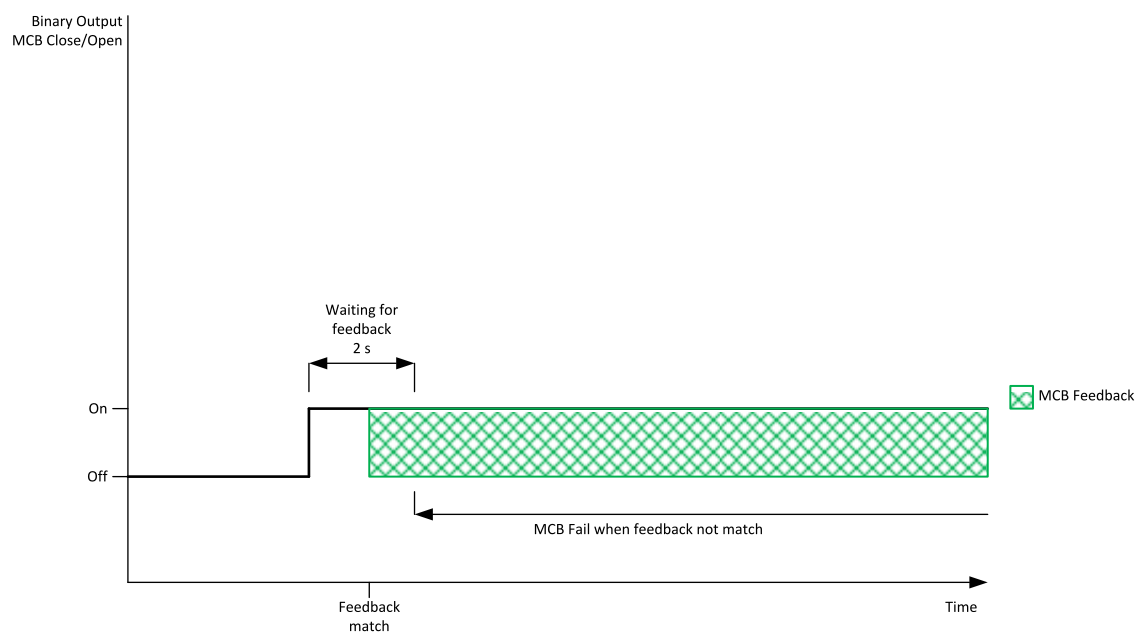 Binary Output
MCB Close/Open
Waiting for
feedback
2 s
On
MCB Feedback
Off
MCB Fail when feedback not match
Feedback
match
Time